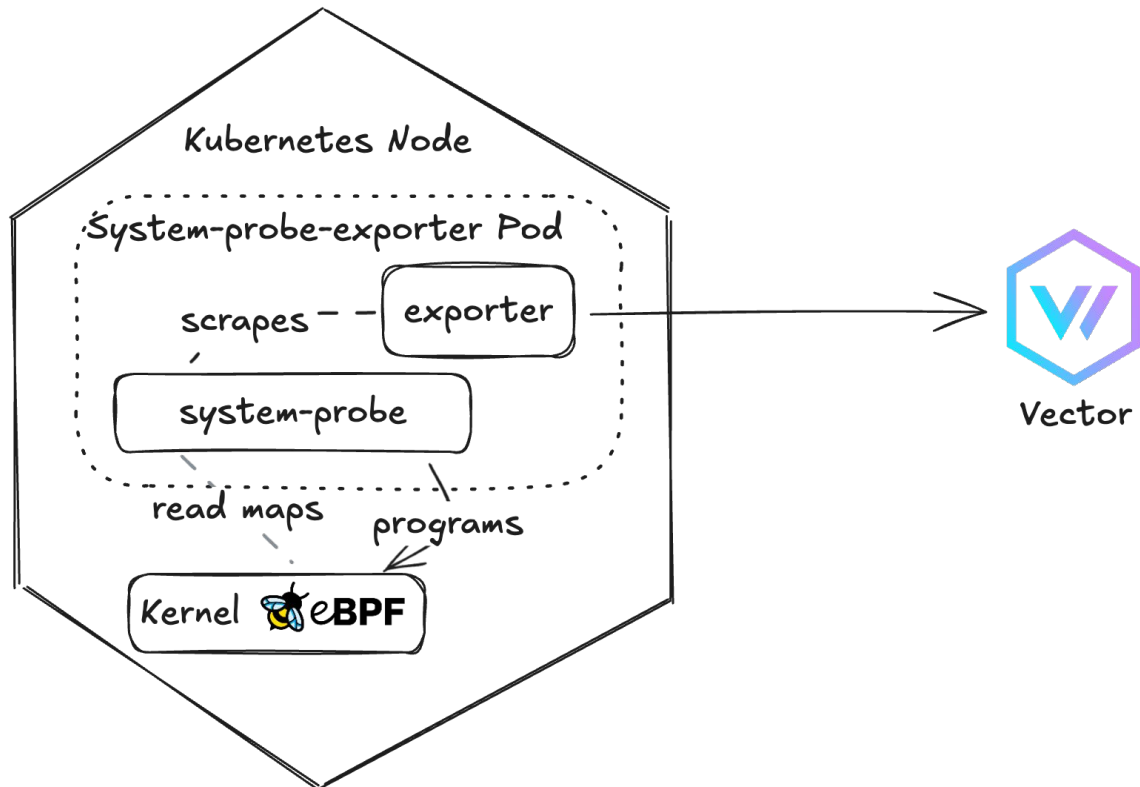 Kubernetes Node
System-probe-exporter Pod
exporter
scrapes
system-probe
Vector
read maps
programs
Kernel eBPF